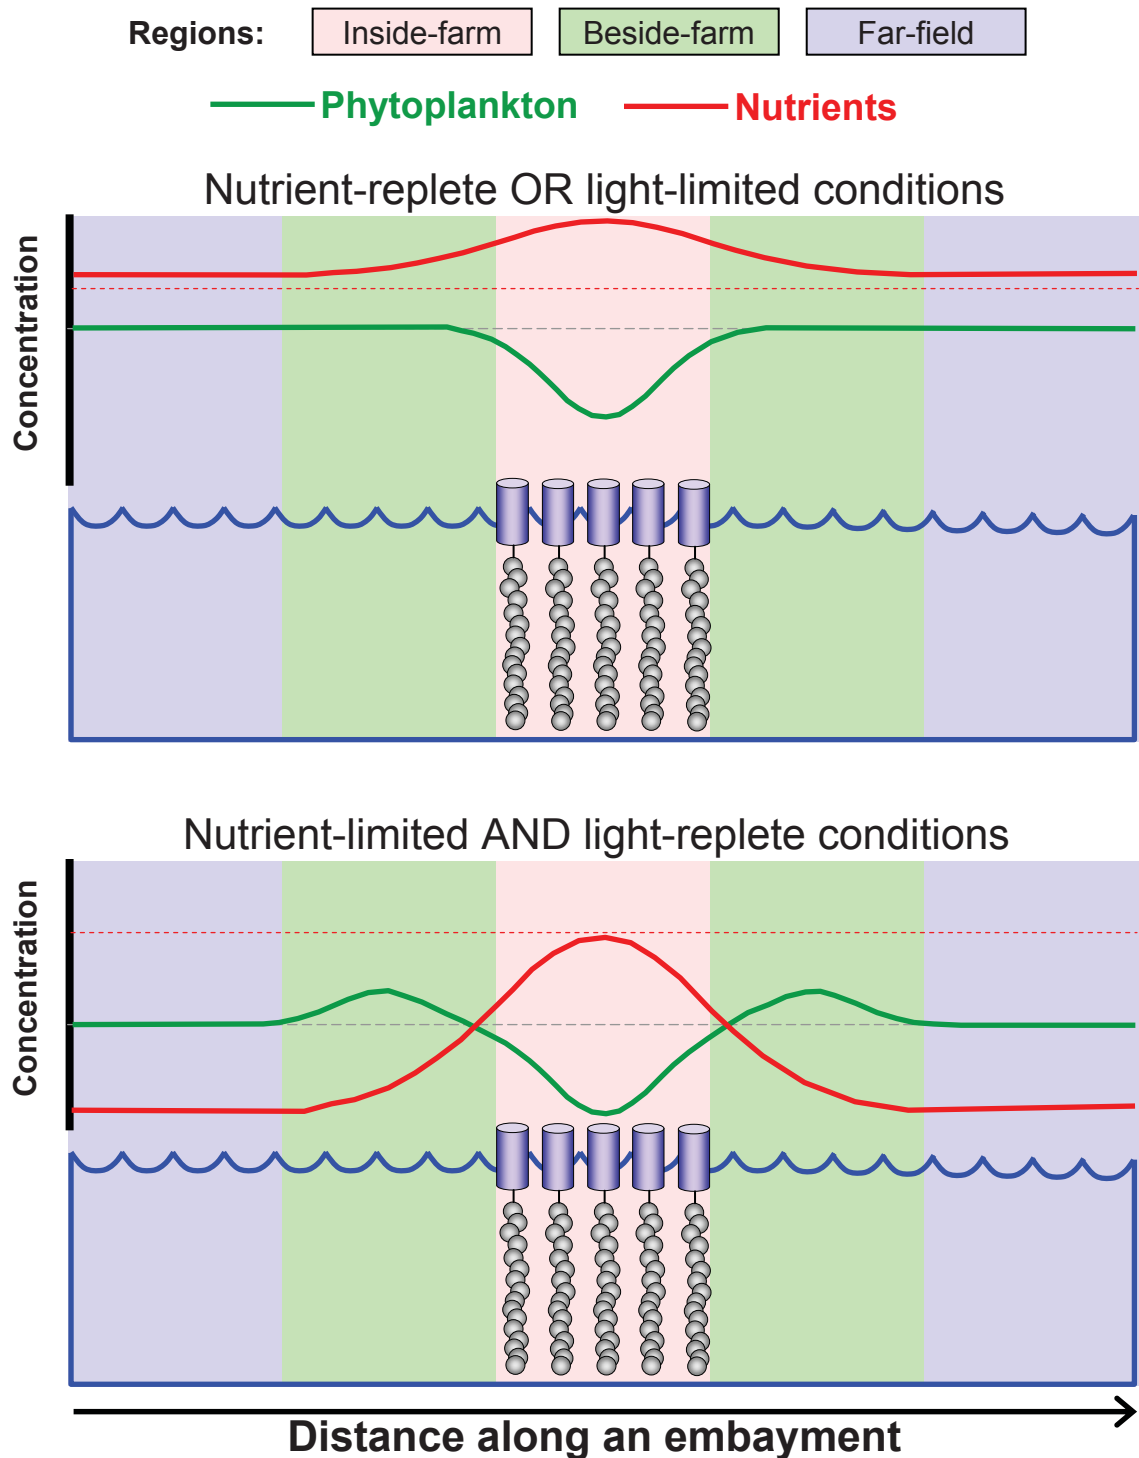 Regions: Inside-farm Beside-farm Far-field
Phytoplankton Nutrients
Nutrient-replete OR light-limited conditions
Concentration
Nutrient-limited AND light-replete conditions
Concentration
Distance along an embayment